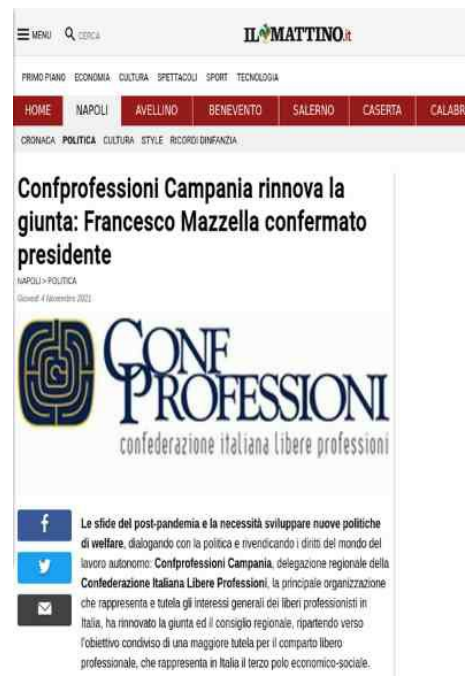 MENU CERCA IL MATTINO.it
PRIMO PIANO ECONOMIA CULTURA SPETTACOLI SPORT TECNOLOGIA
HOME NAPOLI AVELLINO BENEVENTO SALERNO CASERTA CALABR
CRONACA POLITICA CULTURA STYLE RICORDI DINFANZIA
Confprofessioni Campania rinnova la
giunta: Francesco Mazzella confermato
presidente
NAPOLI > POLITICA
Giovedì 4 Novembre 2021
CONF
PROFESSIONI
confederazione italiana libere professioni
Le sfide del post-pandemia e la necessità sviluppare nuove politiche
di welfare, dialogando con la politica e rivendicando i diritti del mondo del
lavoro autonomo: Confprofessioni Campania, delegazione regionale della
Confederazione Italiana Libere Professioni, la principale organizzazione
che rappresenta e tutela gli interessi generali dei liberi professionisti in
Italia, ha rinnovato la giunta ed il consiglio regionale, ripartendo verso
l'obiettivo condiviso di una maggiore tutela per il comparto libero
professionale, che rappresenta in Italia il terzo polo economico-sociale.